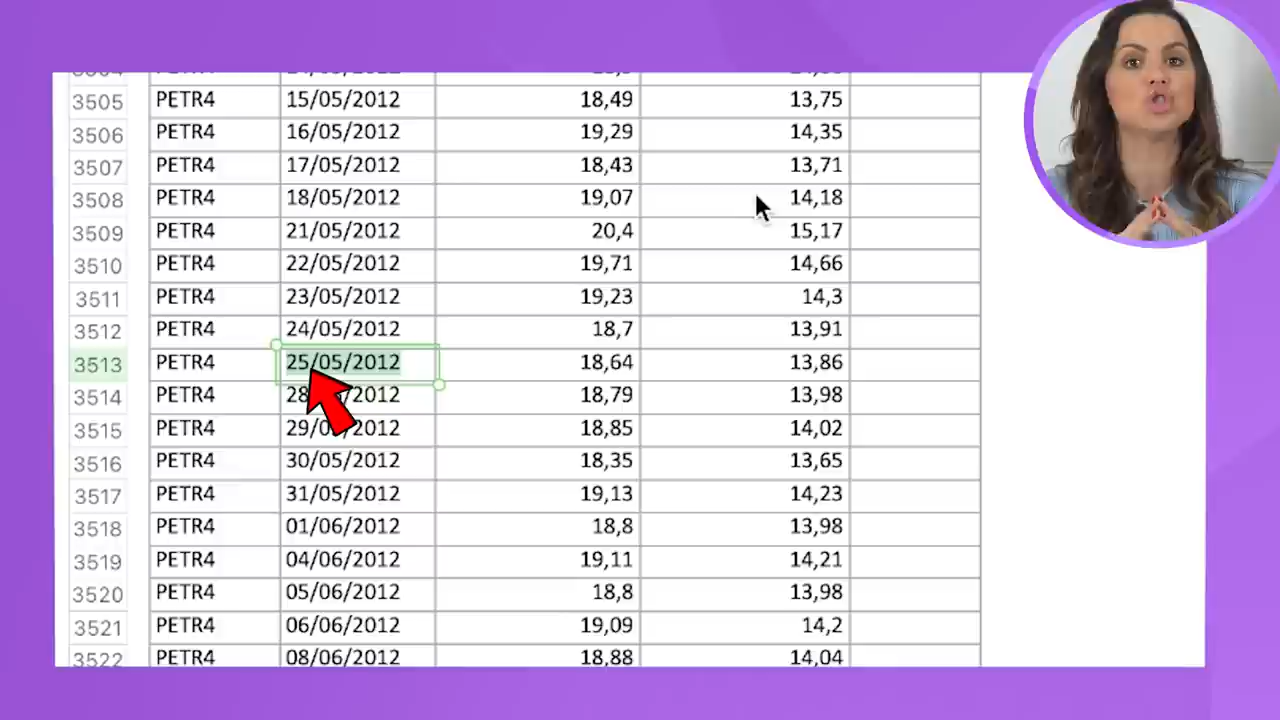 3505 PETR4 15/05/2012 18,49 13,75
3506 PETR4 16/05/2012 19,29 14,35
3507 PETR4 17/05/2012 18,43 13,71
3508 PETR4 18/05/2012 19,07 14,18
3509 PETR4 21/05/2012 20,4 15,17
3510 PETR4 22/05/2012 19,71 14,66
3511 PETR4 23/05/2012 19,23 14,3
3512 PETR4 24/05/2012 18,7 13,91
3513 PETR4 25/05/2012 18,64 13,86
3514 PETR4 18,79 13,98
3515 PETR4 18,85 14,02
3516 PETR4 30/05/2012 18,35 13,65
3517 PETR4 31/05/2012 19,13 14,23
3518 PETR4 01/06/2012 18,8 13,98
3519 PETR4 04/06/2012 19,11 14,21
3520 PETR4 05/06/2012 18,8 13,98
3521 PETR4 06/06/2012 19,09 14,2
3522 PETR4 08/06/2012 18,88 14,04